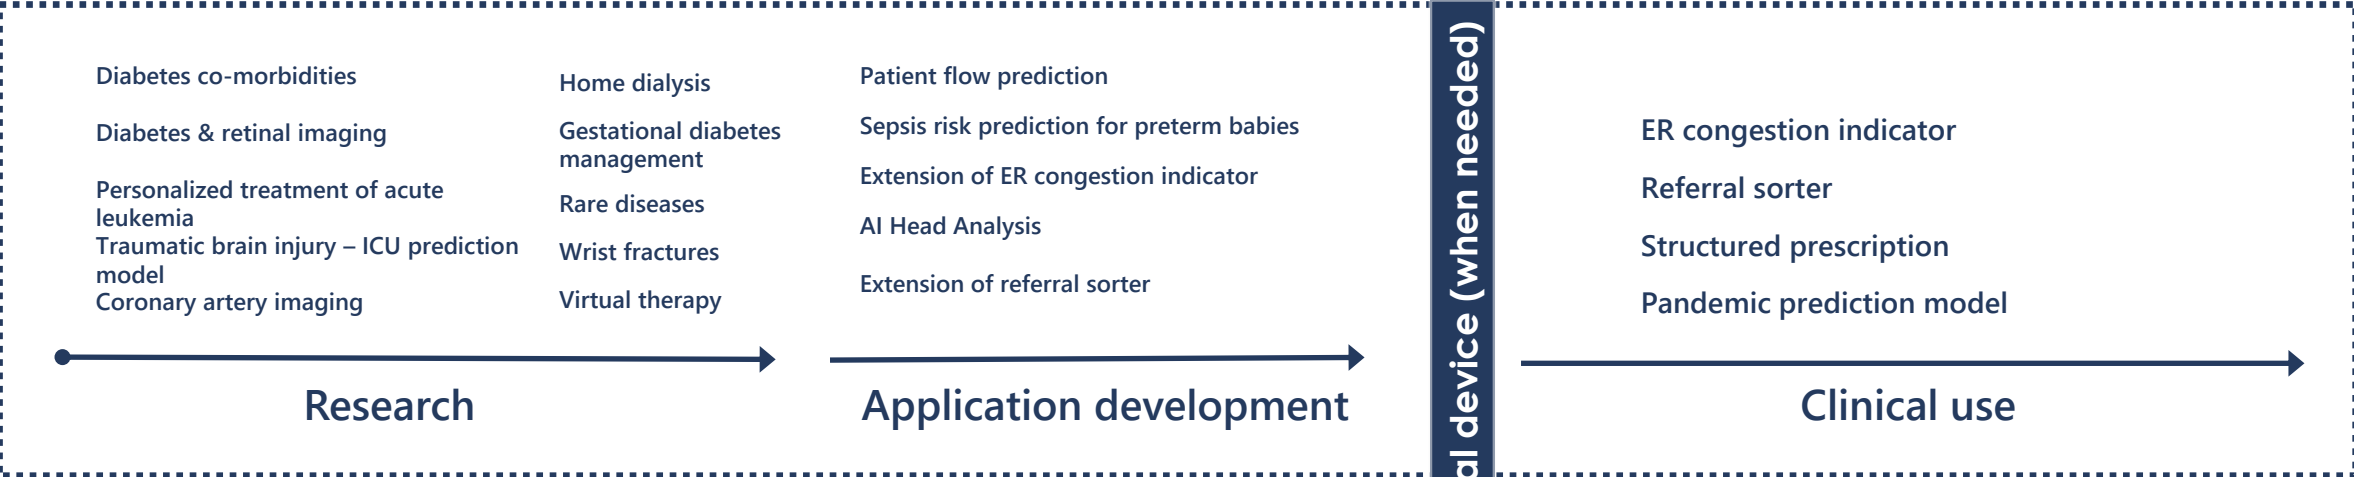 Diabetes co-morbidities
Diabetes & retinal imaging
Personalized treatment of acute
leukemia
Traumatic brain injury – ICU prediction
model
Coronary artery imaging
Home dialysis
Gestational diabetes
management
Rare diseases
Wrist fractures
Virtual therapy
Research
Patient flow prediction
Sepsis risk prediction for preterm babies
Extension of ER congestion indicator
AI Head Analysis
Extension of referral sorter
Application development
al device (when needed)
ER congestion indicator
Referral sorter
Structured prescription
Pandemic prediction model
Clinical use